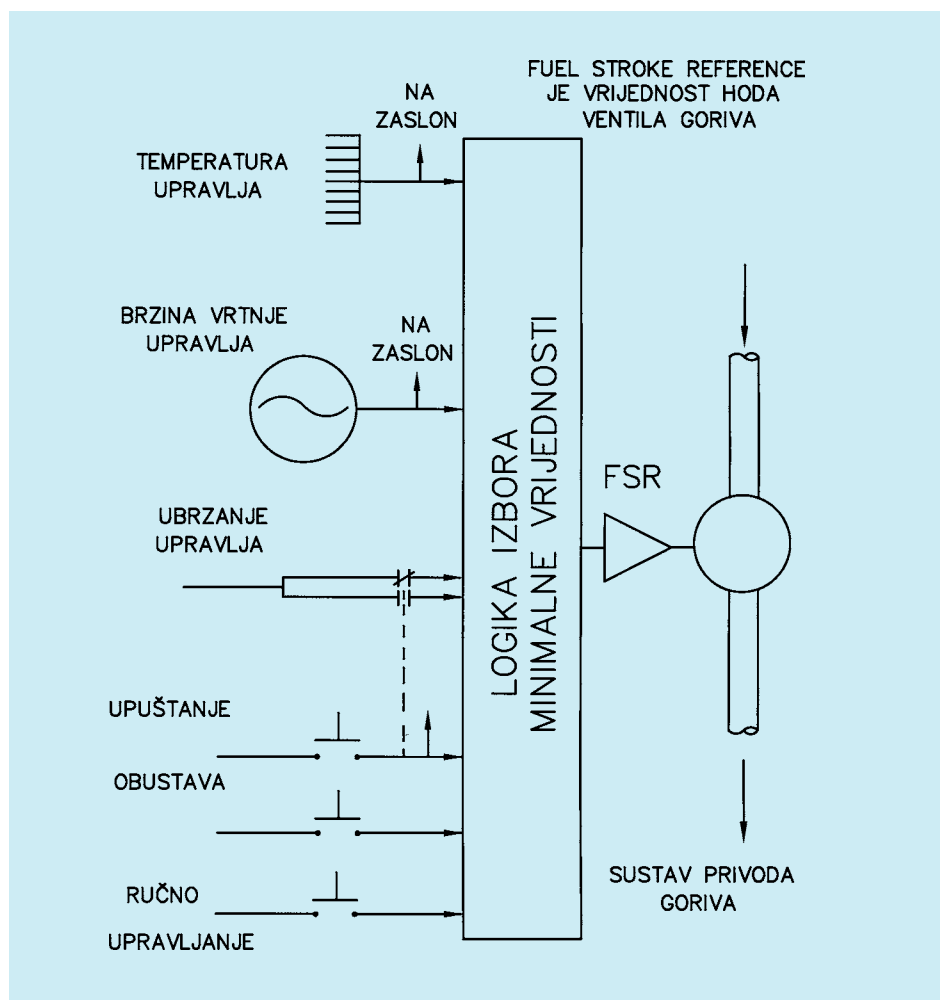 FUEL STROKE REFERENCE
JE VRIJEDNOST HODA
VENTILA GORIVA
NA
ZASLON
TEMPERATURA
UPRAVLJA
BRZINA VRTNJE
UPRAVLJA
NA
ZASLON
LOGIKA IZBORA
MINIMALNE VRIJEDNOSTI
FSR
UBRZANJE
UPRAVLJA
UPUŠTANJE
OBUSTAVA
RUČNO
UPRAVLJANJE
SUSTAV PRIVODA
GORIVA